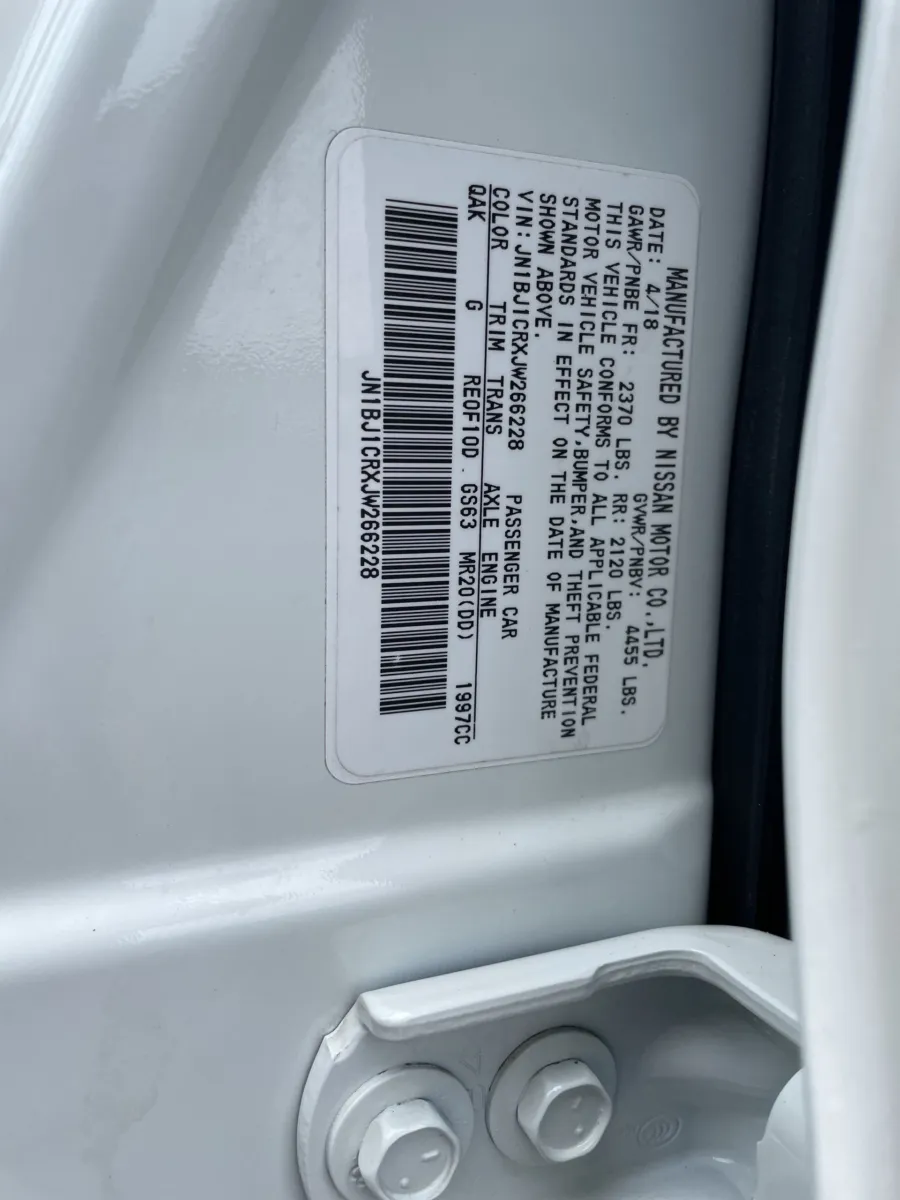 MANUFACTURED BY NISSAN MOTOR CO.,LTD.
DATE: 4/18 GVWR/PNBV: 4455 LBS.
GAWR/PNBE FR: 2370 LBS. RR: 2120 LBS.
THIS VEHICLE CONFORMS TO ALL APPLICABLE FEDERAL
MOTOR VEHICLE SAFETY,BUMPER,AND THEFT PREVENTION
STANDARDS IN EFFECT ON THE DATE OF MANUFACTURE
SHOWN ABOVE.
VIN:JN1BJ1CRXJW266228 PASSENGER CAR
COLOR TRIM TRANS AXLE ENGINE
QAK G RE0F10D GS63 MR20(DD) 1997CC
JN1BJ1CRXJW266228